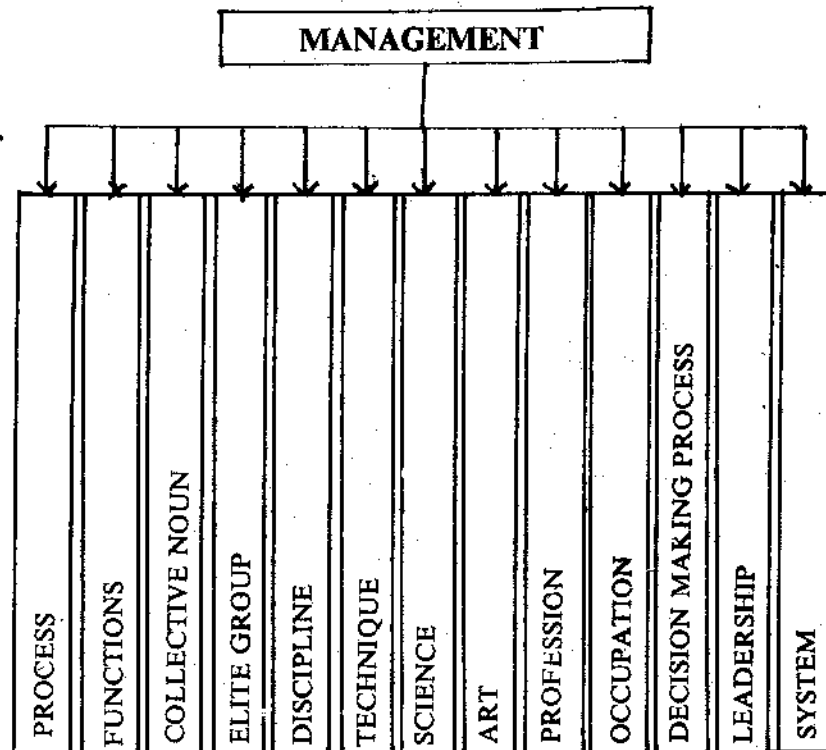 MANAGEMENT
PROCESS
FUNCTIONS
COLLECTIVE NOUN
ELITE GROUP
DISCIPLINE
TECHNIQUE
SCIENCE
ART
PROFESSION
OCCUPATION
DECISION MAKING PROCESS
LEADERSHIP
SYSTEM